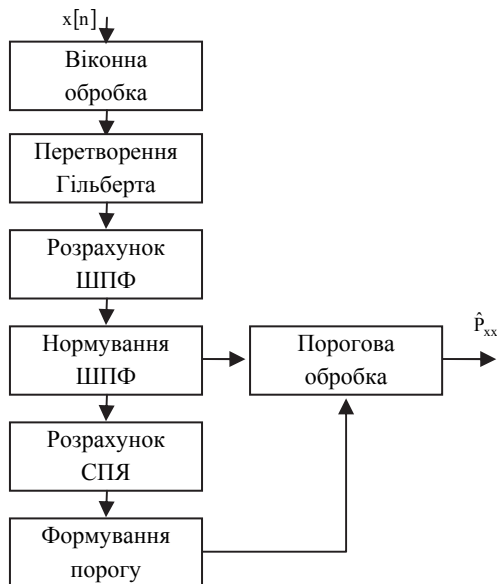 x[n]
Віконна
обробка
Перетворення
Гільберта
Розрахунок
ШПФ
Нормування
ШПФ
Порогова
обробка
P̂xx
Розрахунок
СПЯ
Формування
порогу